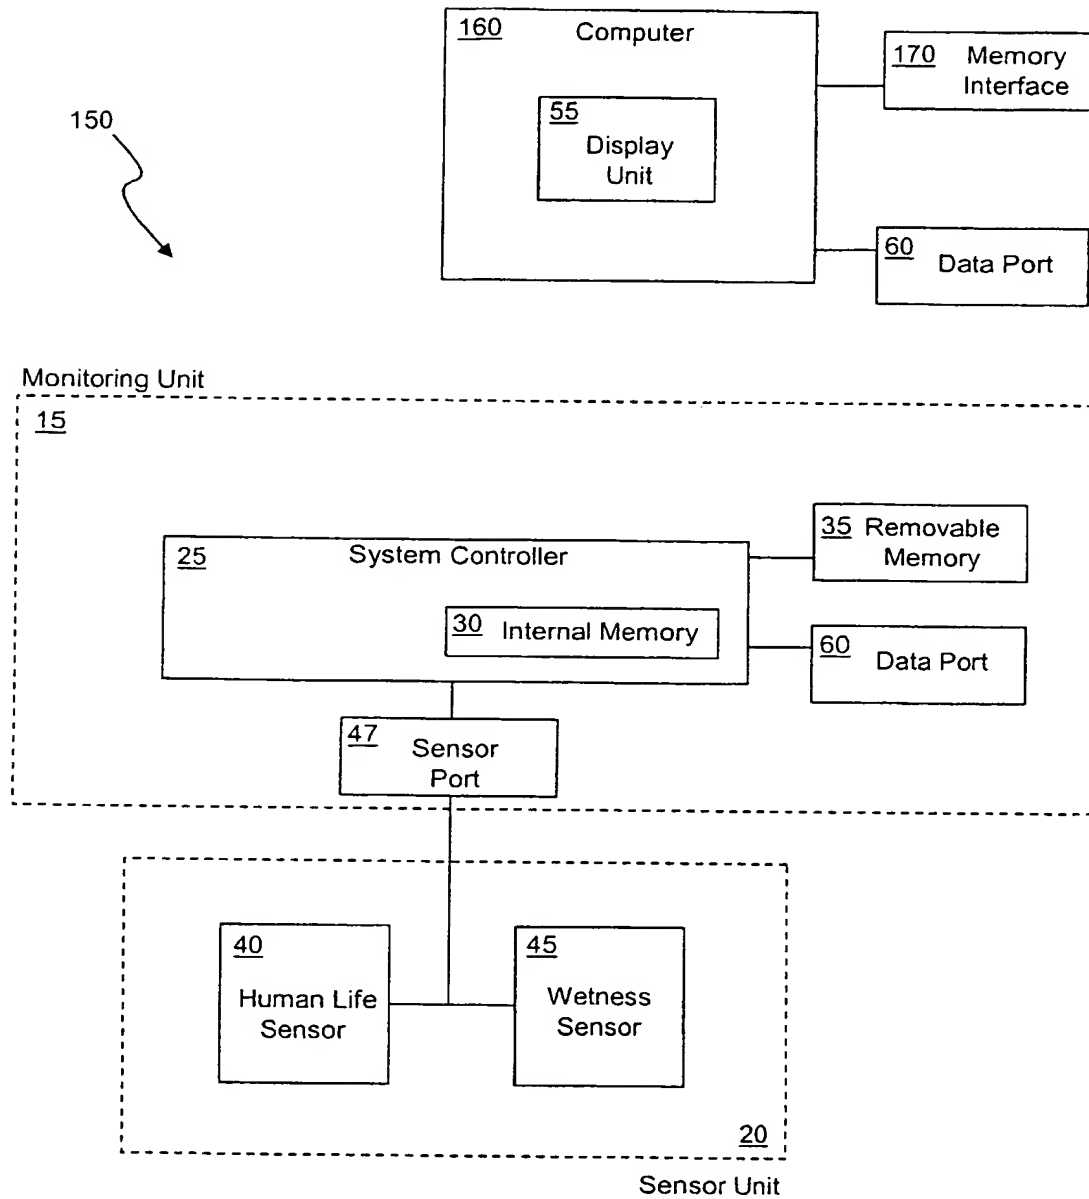 160 Computer
170 Memory
Interface
55
Display
Unit
150
60 Data Port
Monitoring Unit
15
25 System Controller
35 Removable
Memory
30 Internal Memory
60 Data Port
47 Sensor
Port
40
Human Life
Sensor
45
Wetness
Sensor
20
Sensor Unit